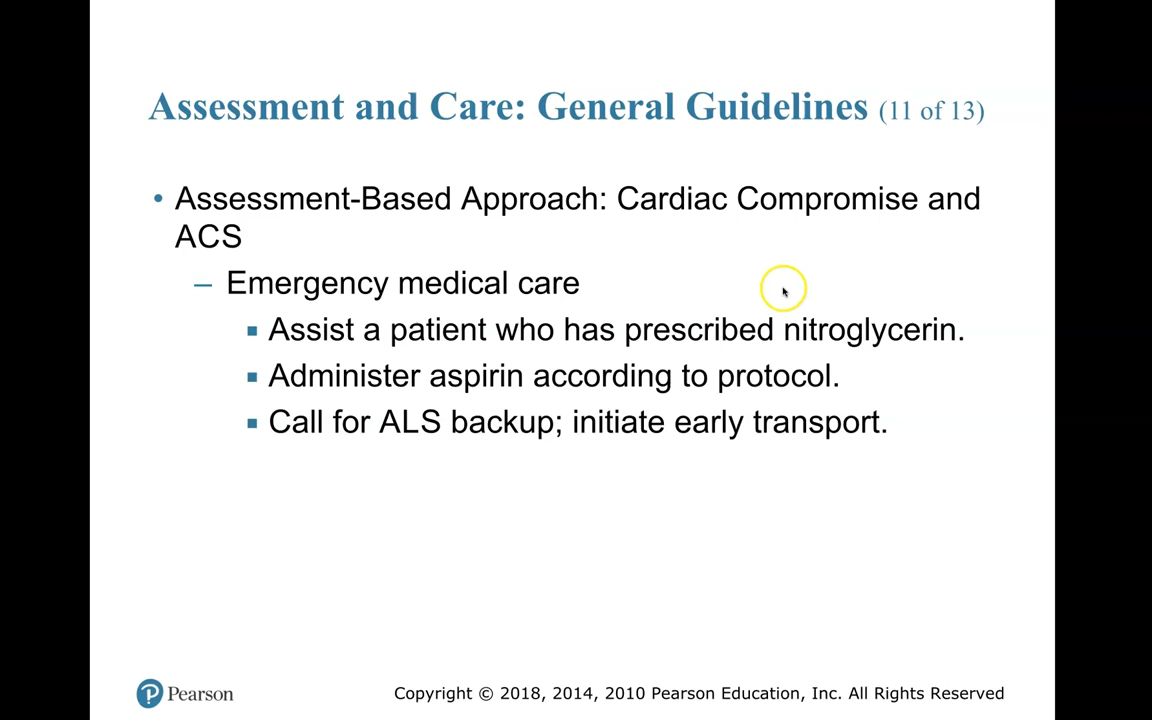 Assessment and Care: General Guidelines (11 of 13)
• Assessment-Based Approach: Cardiac Compromise and
ACS
– Emergency medical care
▪ Assist a patient who has prescribed nitroglycerin.
▪ Administer aspirin according to protocol.
▪ Call for ALS backup; initiate early transport.
Pearson
Copyright © 2018, 2014, 2010 Pearson Education, Inc. All Rights Reserved